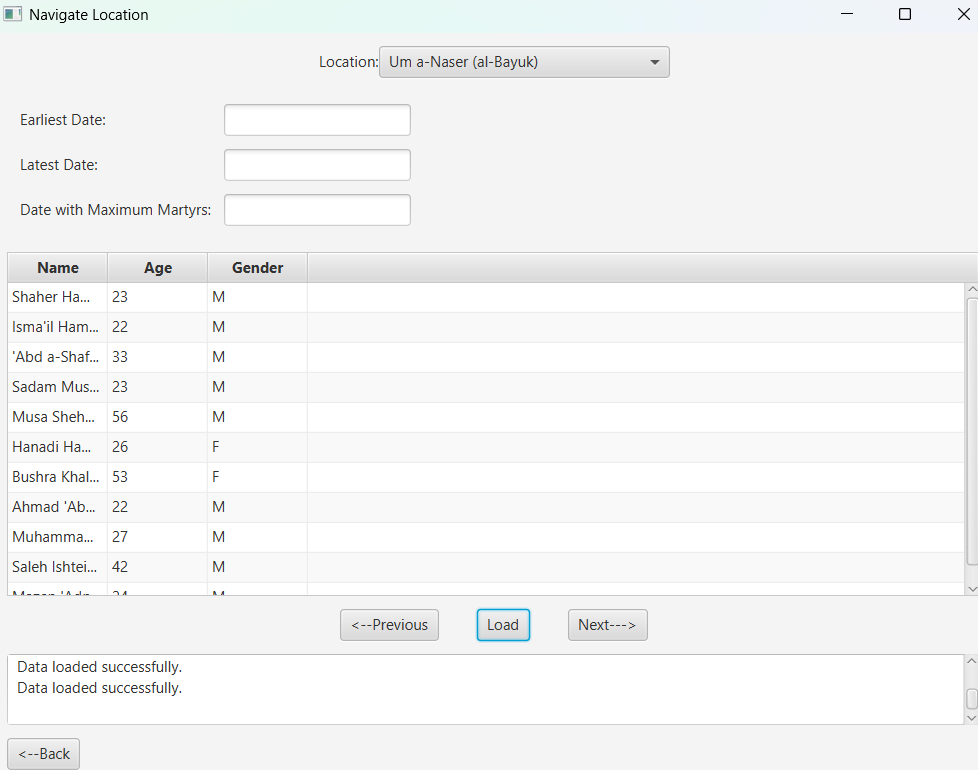 Navigate Location
Location: Um a-Naser (al-Bayuk)
Earliest Date:
Latest Date:
Date with Maximum Martyrs:
Name Age Gender
Shaher Ha... 23 M
Isma'il Ham... 22 M
'Abd a-Shaf... 33 M
Sadam Mus... 23 M
Musa Sheh... 56 M
Hanadi Ha... 26 F
Bushra Khal... 53 F
Ahmad 'Ab... 22 M
Muhamma... 27 M
Saleh Ishtei... 42 M
<--Previous Load Next--->
Data loaded successfully.
Data loaded successfully.
<--Back